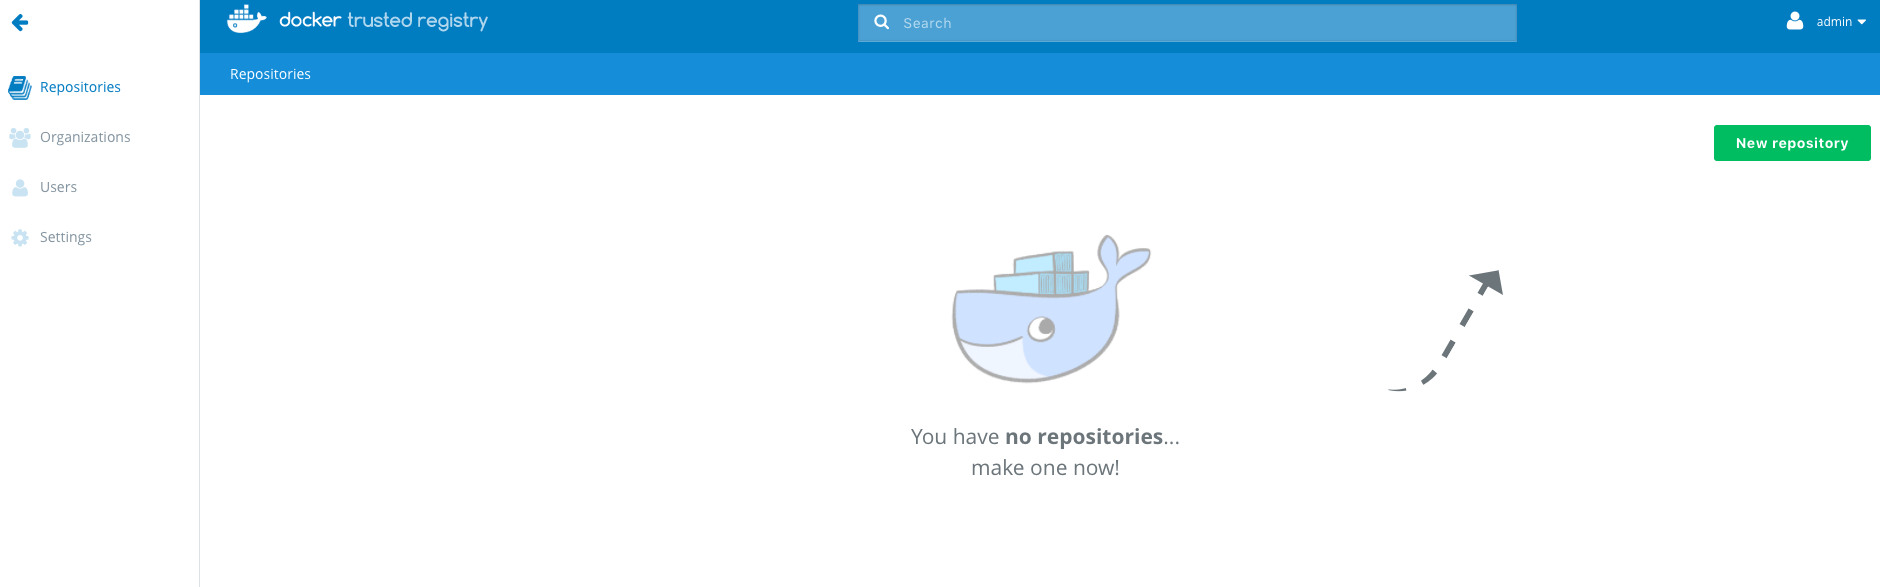 docker trusted registry
Search
admin
Repositories
Repositories
Organizations
Users
Settings
New repository
You have no repositories...
make one now!